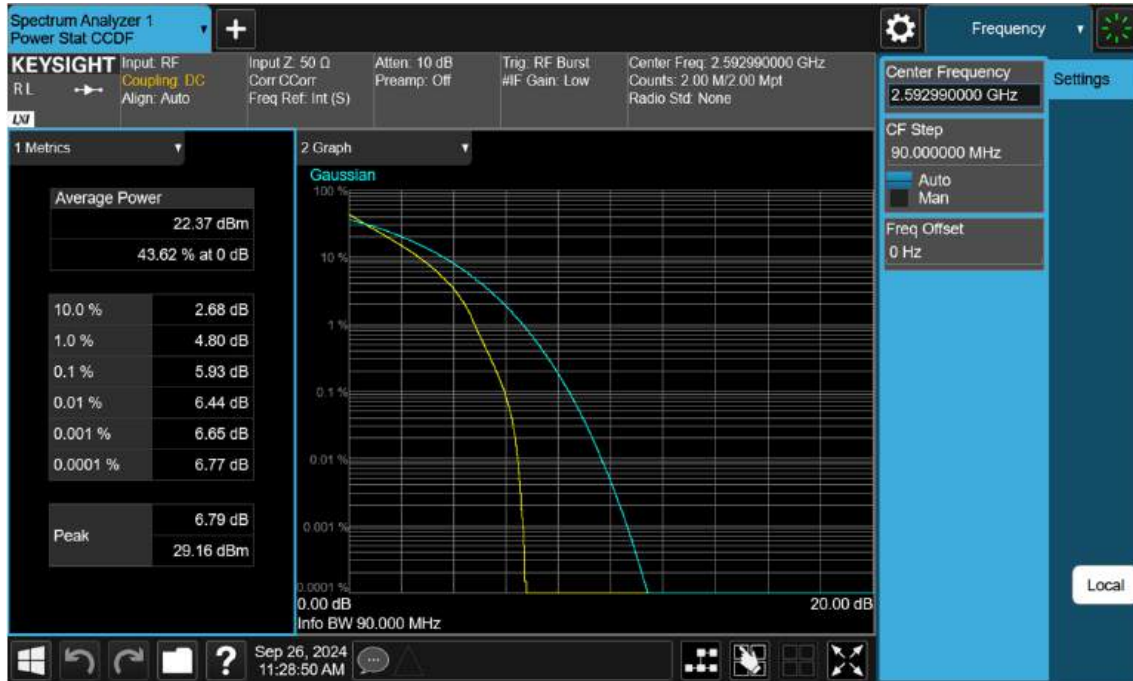 Spectrum Analyzer 1
Power Stat CCDF
Frequency
KEYSIGHT
R L
LXI
Input: RF
Coupling: DC
Align: Auto
Input Z: 50 Ω
Corr CCorr
Freq Ref: Int (S)
Atten: 10 dB
Preamp: Off
Trig: RF Burst
#IF Gain: Low
Center Freq: 2.592990000 GHz
Counts: 2.00 M/2.00 Mpt
Radio Std: None
Center Frequency
2.592990000 GHz
Settings
CF Step
90.000000 MHz
Auto
Man
Freq Offset
0 Hz
Local
1 Metrics
Average Power
22.37 dBm
43.62 % at 0 dB
10.0 % 2.68 dB
1.0 % 4.80 dB
0.1 % 5.93 dB
0.01 % 6.44 dB
0.001 % 6.65 dB
0.0001 % 6.77 dB
Peak
6.79 dB
29.16 dBm
2 Graph
Gaussian
100 %
10 %
1 %
0.1 %
0.01 %
0.001 %
0.0001 %
0.00 dB 20.00 dB
Info BW 90.000 MHz
?
Sep 26, 2024
11:28:50 AM